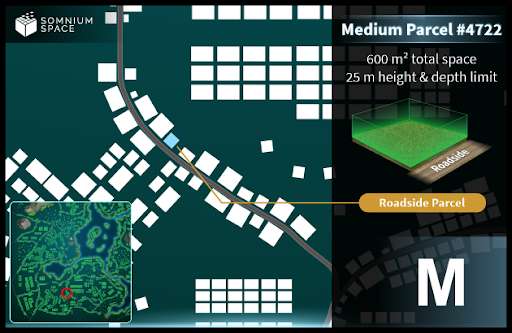 SOMNIUM
SPACE
Medium Parcel #4722
600 m² total space
25 m height & depth limit
Roadside
Roadside Parcel
M